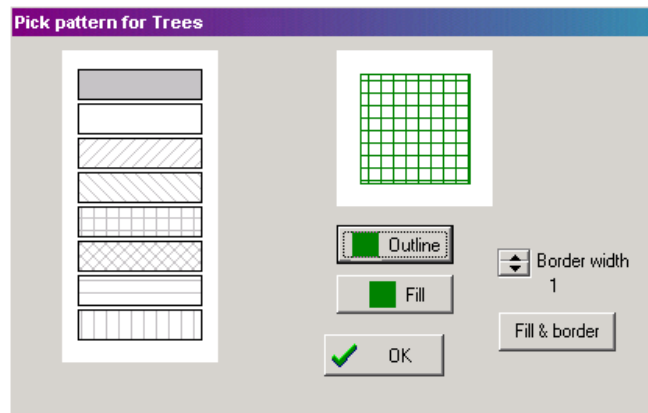 Pick pattern for Trees
Outline
Fill
OK
Border width
1
Fill & border